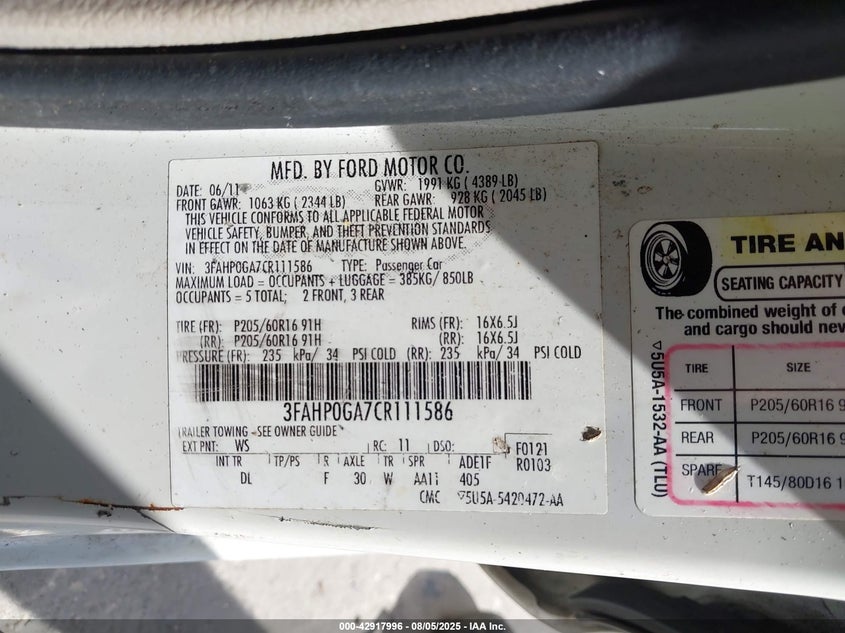 MFD. BY FORD MOTOR CO.
DATE: 06/11 GVWR: 1991 KG ( 4389 LB)
FRONT GAWR: 1063 KG ( 2344 LB) REAR GAWR: 928 KG ( 2045 LB)
THIS VEHICLE CONFORMS TO ALL APPLICABLE FEDERAL MOTOR
VEHICLE SAFETY, BUMPER, AND THEFT PREVENTION STANDARDS
IN EFFECT ON THE DATE OF MANUFACTURE SHOWN ABOVE.
VIN: 3FAHP0GA7CR111586 TYPE: Passenger Car
MAXIMUM LOAD = OCCUPANTS + LUGGAGE = 385KG/ 850LB
OCCUPANTS = 5 TOTAL; 2 FRONT, 3 REAR
TIRE (FR): P205/60R16 91H RIMS (FR): 16X6.5J
(RR): P205/60R16 91H (RR): 16X6.5J
PRESSURE (FR): 235 kPa/ 34 PSI COLD (RR): 235 kPa/ 34 PSI COLD
3FAHP0GA7CR111586
TRAILER TOWING - SEE OWNER GUIDE
EXT PNT: WS RC: 11 DSO: F0121
R0103
INT TR TP/PS R AXLE TR SPR ADE1F
DL F 30 W AA11 405
CMC ▽5U5A-5420472-AA
TIRE AN
SEATING CAPACITY
The combined weight of
and cargo should nev
▽5U5A-1532-AA (TL0)
TIRE SIZE
FRONT P205/60R16 9
REAR P205/60R16 9
SPARE T145/80D16 1
000-42917996 - 08/05/2025 - IAA Inc.